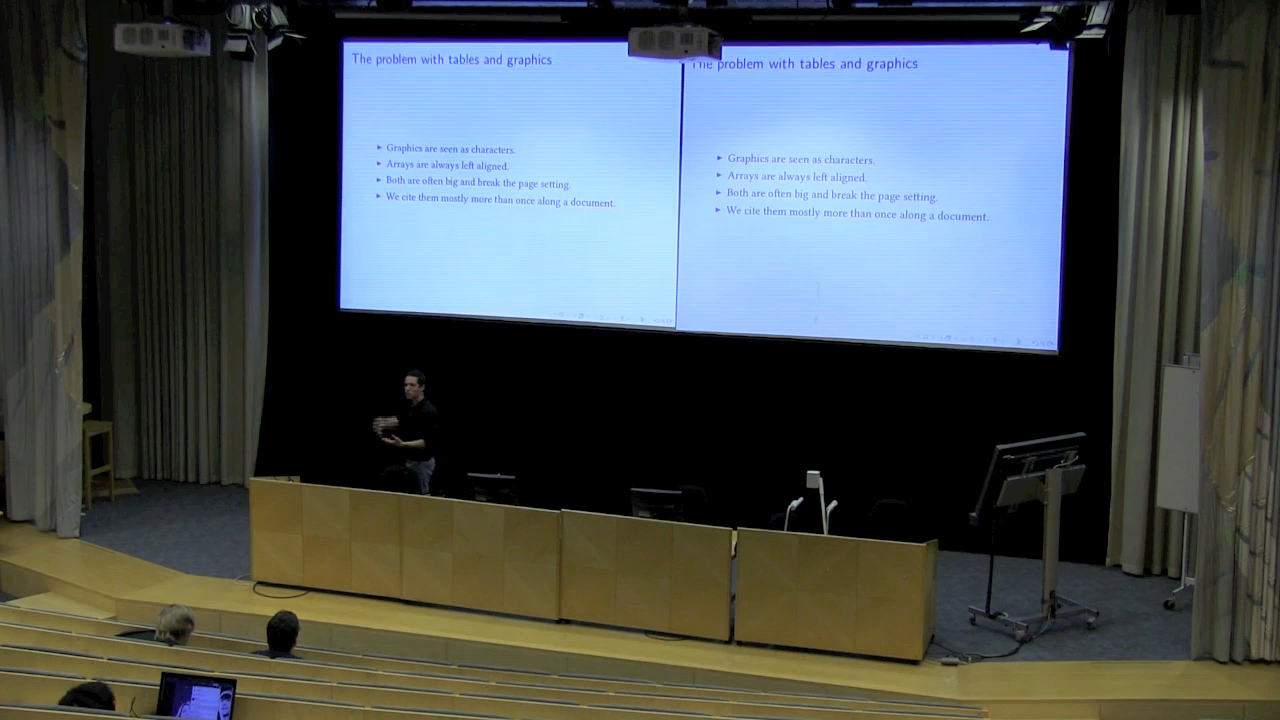 The problem with tables and graphics
Graphics are seen as characters.
Arrays are always left aligned.
Both are often big and break the page setting.
We cite them mostly more than once along a document.
The problem with tables and graphics
Graphics are seen as characters.
Arrays are always left aligned.
Both are often big and break the page setting.
We cite them mostly more than once along a document.